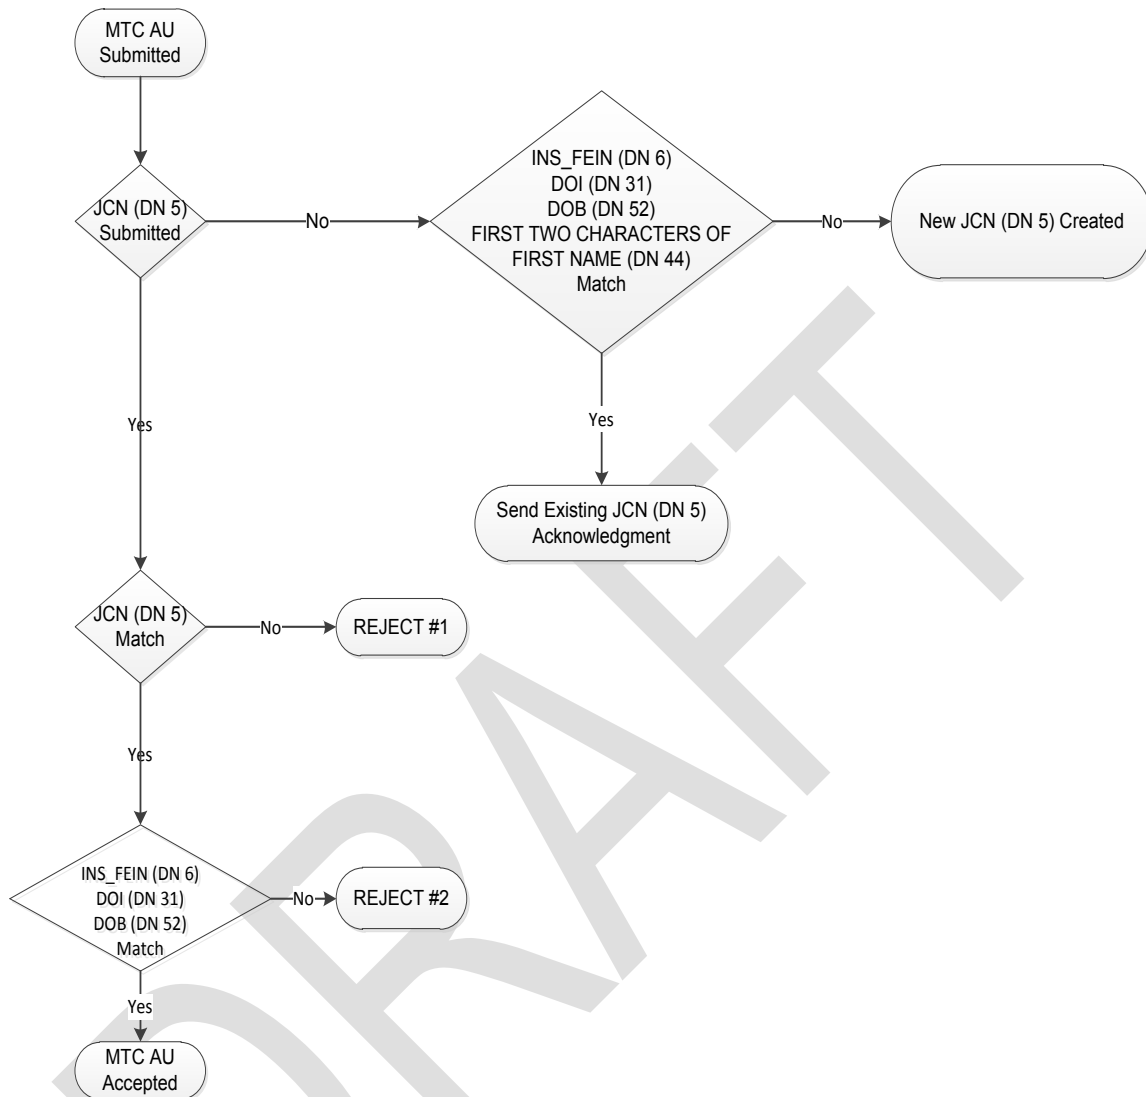 MTC AU
Submitted
JCN (DN 5)
Submitted
No
INS_FEIN (DN 6)
DOI (DN 31)
DOB (DN 52)
FIRST TWO CHARACTERS OF
FIRST NAME (DN 44)
Match
No
New JCN (DN 5) Created
Yes
Yes
Send Existing JCN (DN 5)
Acknowledgment
JCN (DN 5)
Match
No
REJECT #1
Yes
INS_FEIN (DN 6)
DOI (DN 31)
DOB (DN 52)
Match
No
REJECT #2
Yes
MTC AU
Accepted
DRAFT